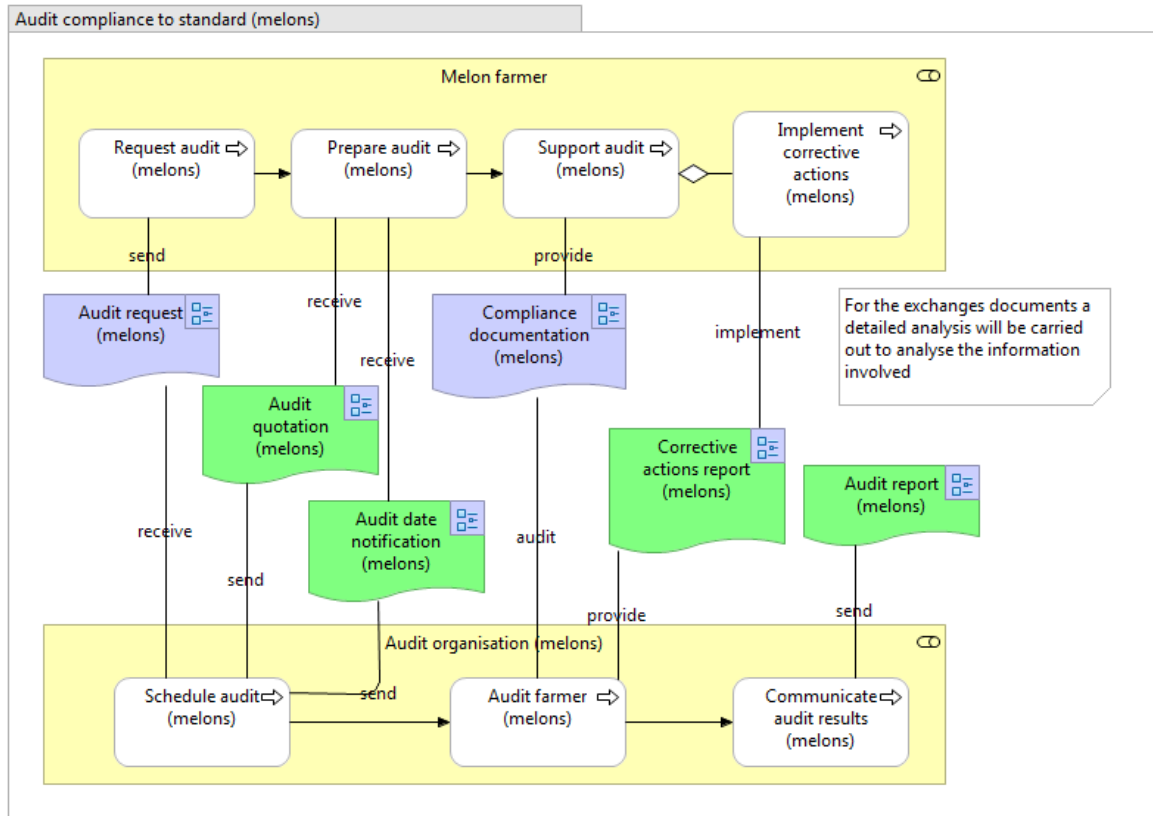 Audit compliance to standard (melons)
Melon farmer
Request audit
(melons)
Prepare audit
(melons)
Support audit
(melons)
Implement
corrective
actions
(melons)
send
receive
receive
provide
implement
Audit request
(melons)
Compliance
documentation
(melons)
For the exchanges documents a
detailed analysis will be carried
out to analyse the information
involved
Audit
quotation
(melons)
Corrective
actions report
(melons)
Audit report
(melons)
Audit date
notification
(melons)
receive
send
audit
provide
send
Audit organisation (melons)
send
Schedule audit
(melons)
Audit farmer
(melons)
Communicate
audit results
(melons)